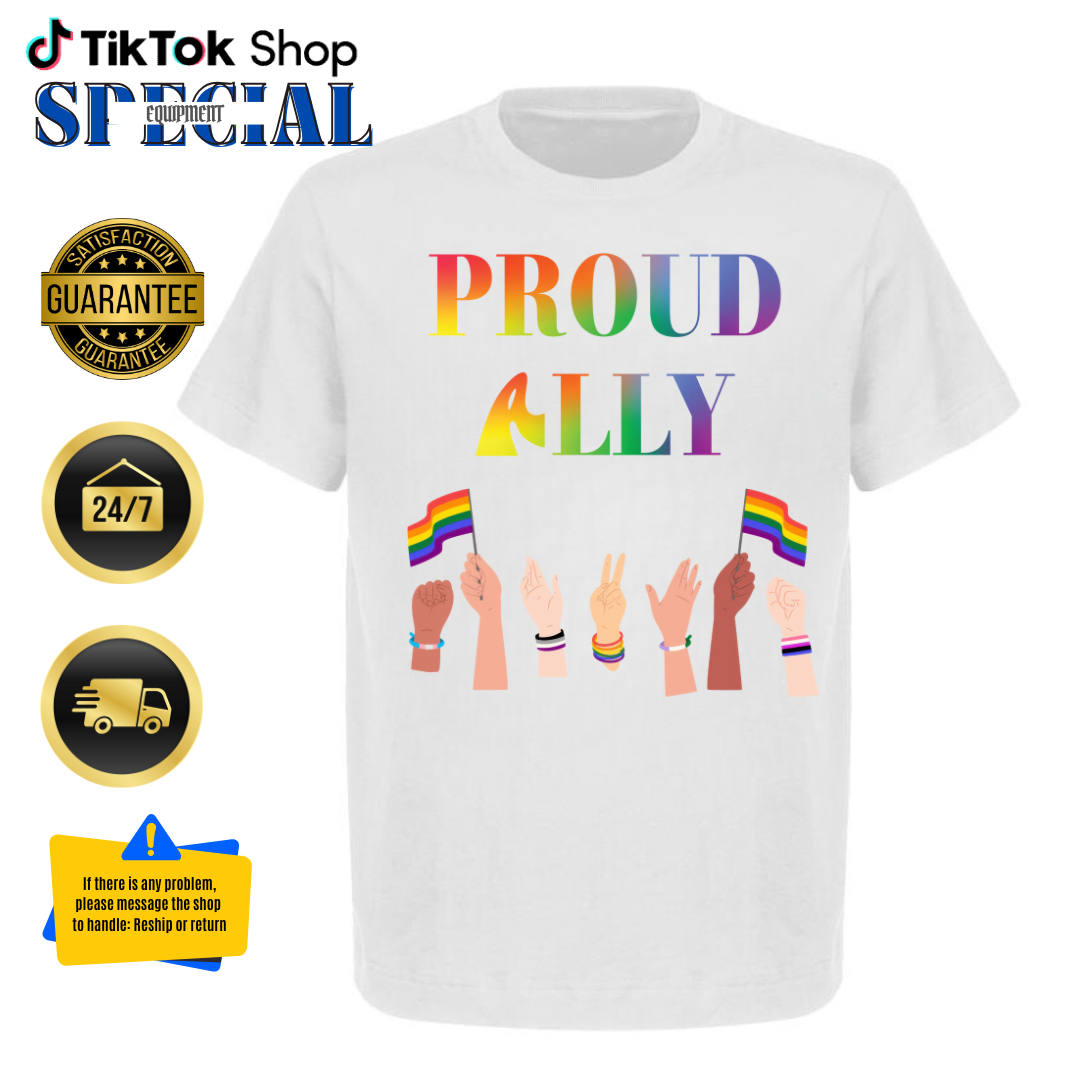 TikTok Shop
SPECIAL
EQUIPMENT
SATISFACTION
GUARANTEE
GUARANTEE
24/7
If there is any problem,
please message the shop
to handle: Reship or return
PROUD
ALLY